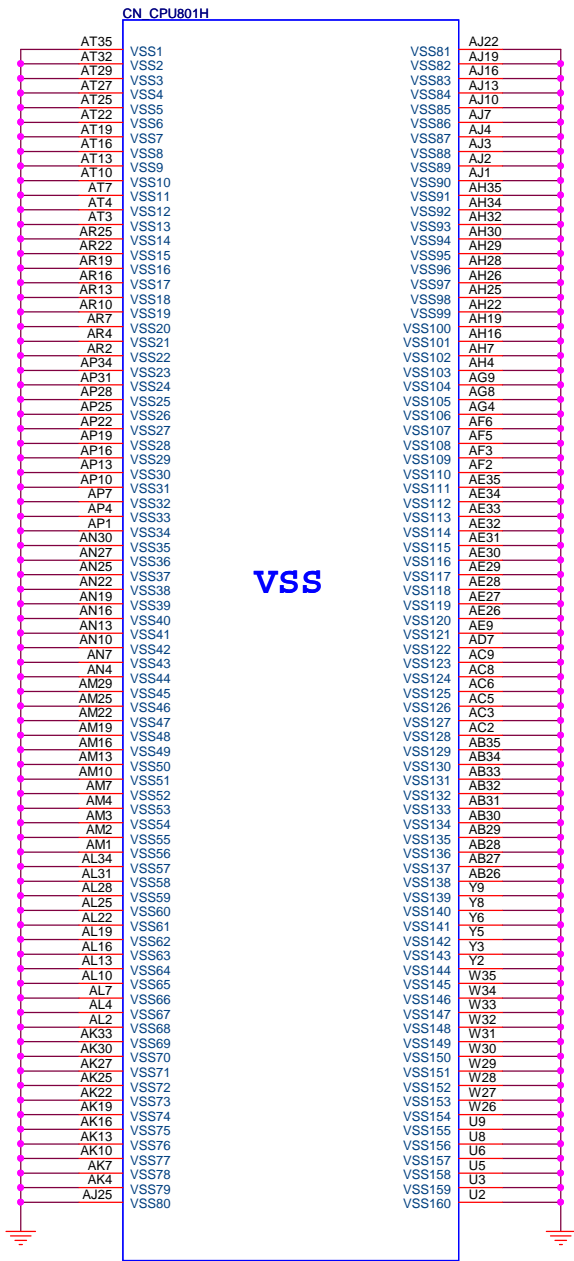 CN CPU801H
AT35 VSS1 VSS81 AJ22
AT32 VSS2 VSS82 AJ19
AT29 VSS3 VSS83 AJ16
AT27 VSS4 VSS84 AJ13
AT25 VSS5 VSS85 AJ10
AT22 VSS6 VSS86 AJ7
AT19 VSS7 VSS87 AJ4
AT16 VSS8 VSS88 AJ3
AT13 VSS9 VSS89 AJ2
AT10 VSS10 VSS90 AJ1
AT7 VSS11 VSS91 AH35
AT4 VSS12 VSS92 AH34
AT3 VSS13 VSS93 AH32
AR25 VSS14 VSS94 AH30
AR22 VSS15 VSS95 AH29
AR19 VSS16 VSS96 AH28
AR16 VSS17 VSS97 AH26
AR13 VSS18 VSS98 AH25
AR10 VSS19 VSS99 AH22
AR7 VSS20 VSS100 AH19
AR4 VSS21 VSS101 AH16
AR2 VSS22 VSS102 AH7
AP34 VSS23 VSS103 AH4
AP31 VSS24 VSS104 AG9
AP28 VSS25 VSS105 AG8
AP25 VSS26 VSS106 AG4
AP22 VSS27 VSS107 AF6
AP19 VSS28 VSS108 AF5
AP16 VSS29 VSS109 AF3
AP13 VSS30 VSS110 AF2
AP10 VSS31 VSS111 AE35
AP7 VSS32 VSS112 AE34
AP4 VSS33 VSS113 AE33
AP1 VSS34 VSS114 AE32
AN30 VSS35 VSS115 AE31
AN27 VSS36 VSS116 AE30
AN25 VSS37 VSS117 AE29
AN22 VSS38 VSS118 AE28
AN19 VSS39 VSS119 AE27
AN16 VSS40 VSS120 AE26
AN13 VSS41 VSS121 AE9
AN10 VSS42 VSS122 AD7
AN7 VSS43 VSS123 AC9
AN4 VSS44 VSS124 AC8
AM29 VSS45 VSS125 AC6
AM25 VSS46 VSS126 AC5
AM22 VSS47 VSS127 AC3
AM19 VSS48 VSS128 AC2
AM16 VSS49 VSS129 AB35
AM13 VSS50 VSS130 AB34
AM10 VSS51 VSS131 AB33
AM7 VSS52 VSS132 AB32
AM4 VSS53 VSS133 AB31
AM3 VSS54 VSS134 AB30
AM2 VSS55 VSS135 AB29
AM1 VSS56 VSS136 AB28
AL34 VSS57 VSS137 AB27
AL31 VSS58 VSS138 AB26
AL28 VSS59 VSS139 Y9
AL25 VSS60 VSS140 Y8
AL22 VSS61 VSS141 Y6
AL19 VSS62 VSS142 Y5
AL16 VSS63 VSS143 Y3
AL13 VSS64 VSS144 Y2
AL10 VSS65 VSS145 W35
AL7 VSS66 VSS146 W34
AL4 VSS67 VSS147 W33
AL2 VSS68 VSS148 W32
AK33 VSS69 VSS149 W31
AK30 VSS70 VSS150 W30
AK27 VSS71 VSS151 W29
AK25 VSS72 VSS152 W28
AK22 VSS73 VSS153 W27
AK19 VSS74 VSS154 W26
AK16 VSS75 VSS155 U9
AK13 VSS76 VSS156 U8
AK10 VSS77 VSS157 U6
AK7 VSS78 VSS158 U5
AK4 VSS79 VSS159 U3
AJ25 VSS80 VSS160 U2
VSS